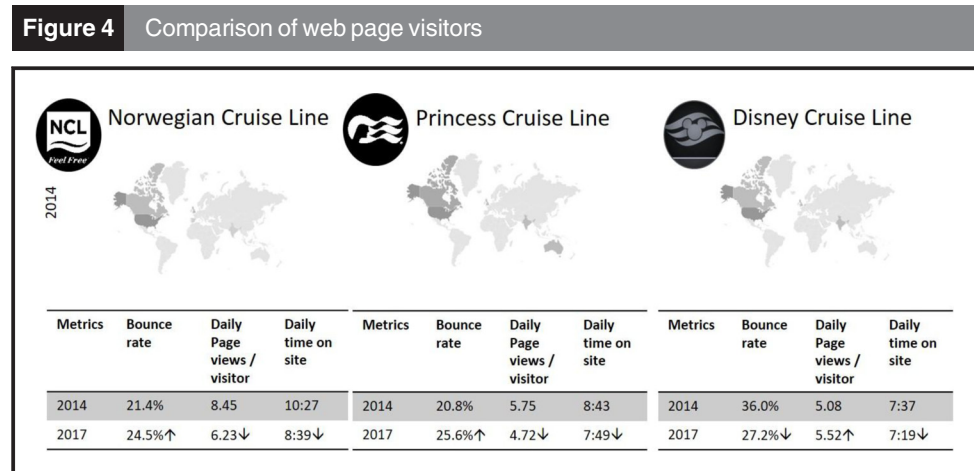 Figure 4 Comparison of web page visitors
NCL
Feel Free
Norwegian Cruise Line
Princess Cruise Line
Disney Cruise Line
2014
Metrics Bounce rate Daily Page views / visitor Daily time on site
2014 21.4% 8.45 10:27
2017 24.5%↑ 6.23↓ 8:39↓
Metrics Bounce rate Daily Page views / visitor Daily time on site
2014 20.8% 5.75 8:43
2017 25.6%↑ 4.72↓ 7:49↓
Metrics Bounce rate Daily Page views / visitor Daily time on site
2014 36.0% 5.08 7:37
2017 27.2%↓ 5.52↑ 7:19↓